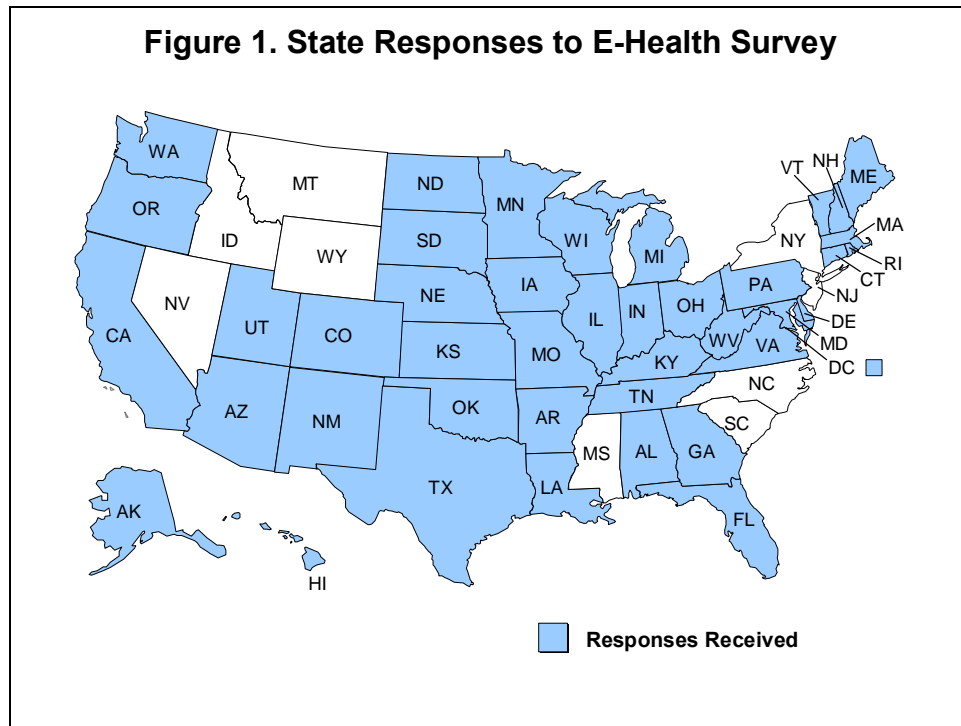 Figure 1. State Responses to E-Health Survey
WA
MT
ND
MN
VT
NH
ME
OR
ID
WY
SD
WI
MI
NY
MA
RI
CT
NV
NE
IA
PA
NJ
CA
UT
CO
KS
MO
IL
IN
OH
WV
VA
DE
MD
DC
KY
NC
AZ
NM
OK
AR
TN
SC
MS
AL
GA
TX
LA
FL
AK
HI
Responses Received